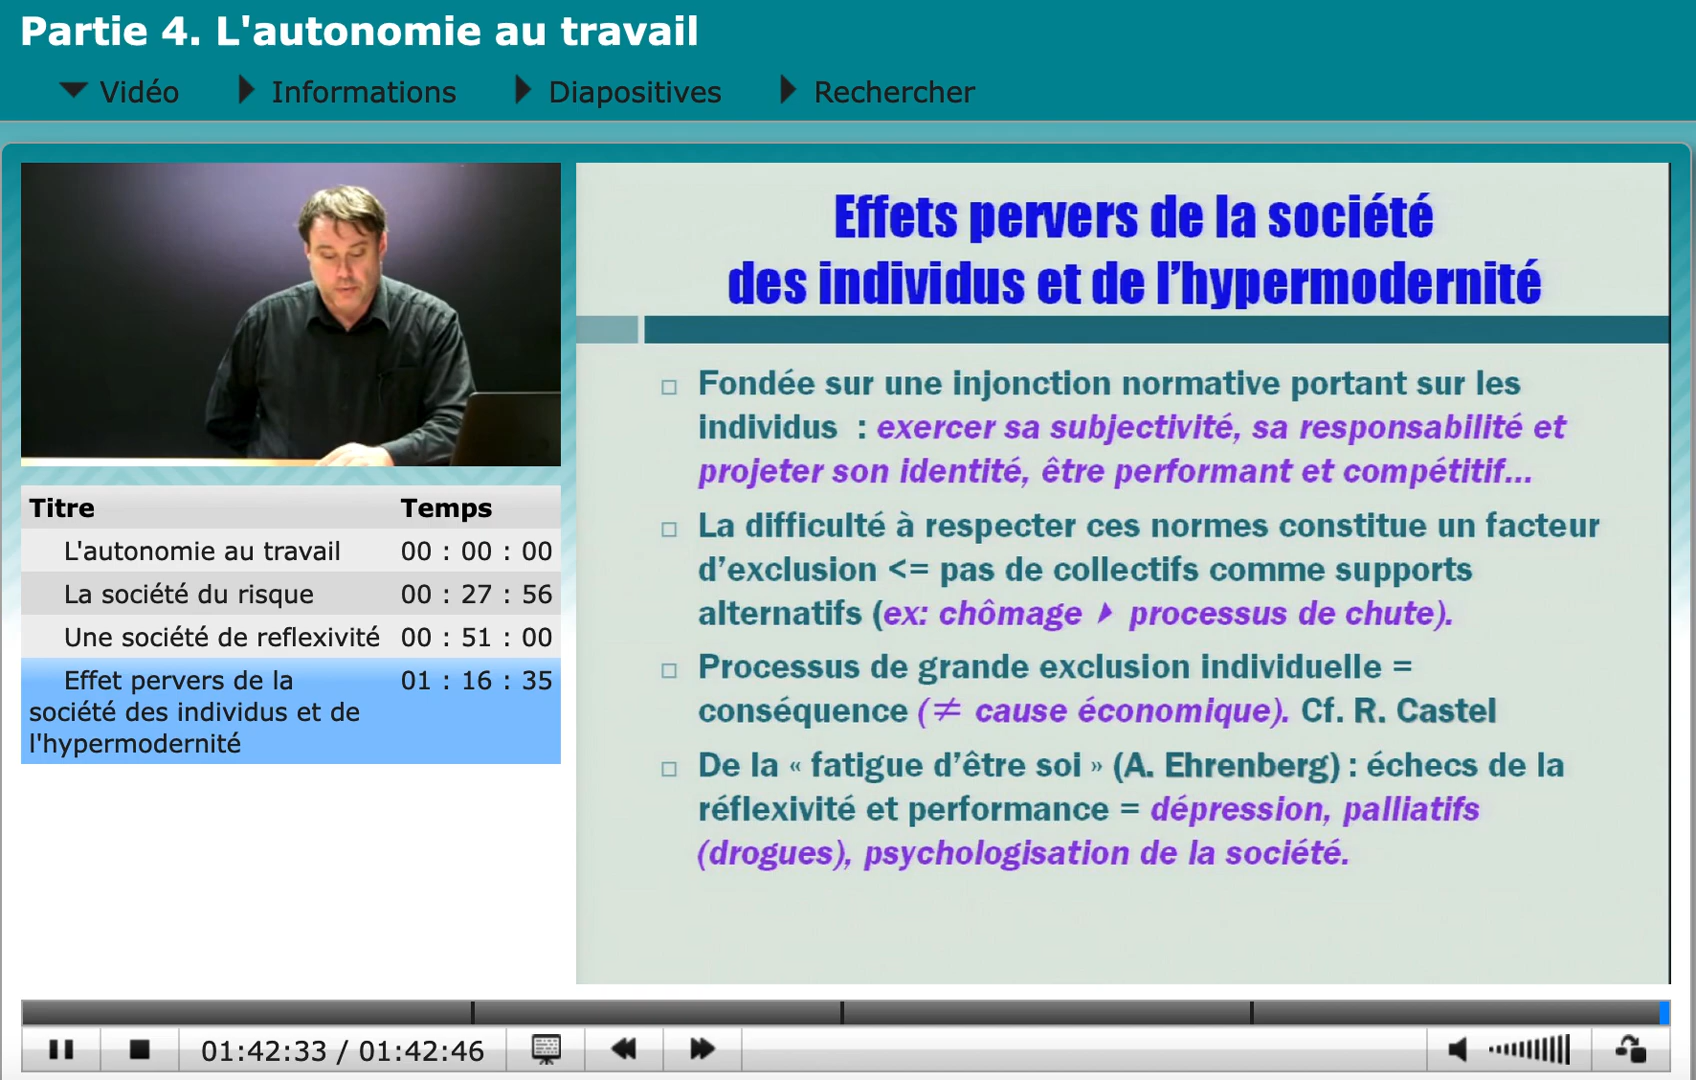 Partie 4. L'autonomie au travail
Vidéo
Informations
Diapositives
Rechercher
Titre
Temps
L'autonomie au travail
00 : 00 : 00
La société du risque
00 : 27 : 56
Une société de reflexivité
00 : 51 : 00
Effet pervers de la
01 : 16 : 35
société des individus et de
l'hypermodernité
Effets pervers de la société
des individus et de l’hypermodernité
Fondée sur une injonction normative portant sur les
individus : exercer sa subjectivité, sa responsabilité et
projeter son identité, être performant et compétitif...
La difficulté à respecter ces normes constitue un facteur
d’exclusion <= pas de collectifs comme supports
alternatifs (ex: chômage ‣ processus de chute).
Processus de grande exclusion individuelle =
conséquence (≠ cause économique). Cf. R. Castel
De la « fatigue d’être soi » (A. Ehrenberg) : échecs de la
réflexivité et performance = dépression, palliatifs
(drogues), psychologisation de la société.
01:42:33 / 01:42:46